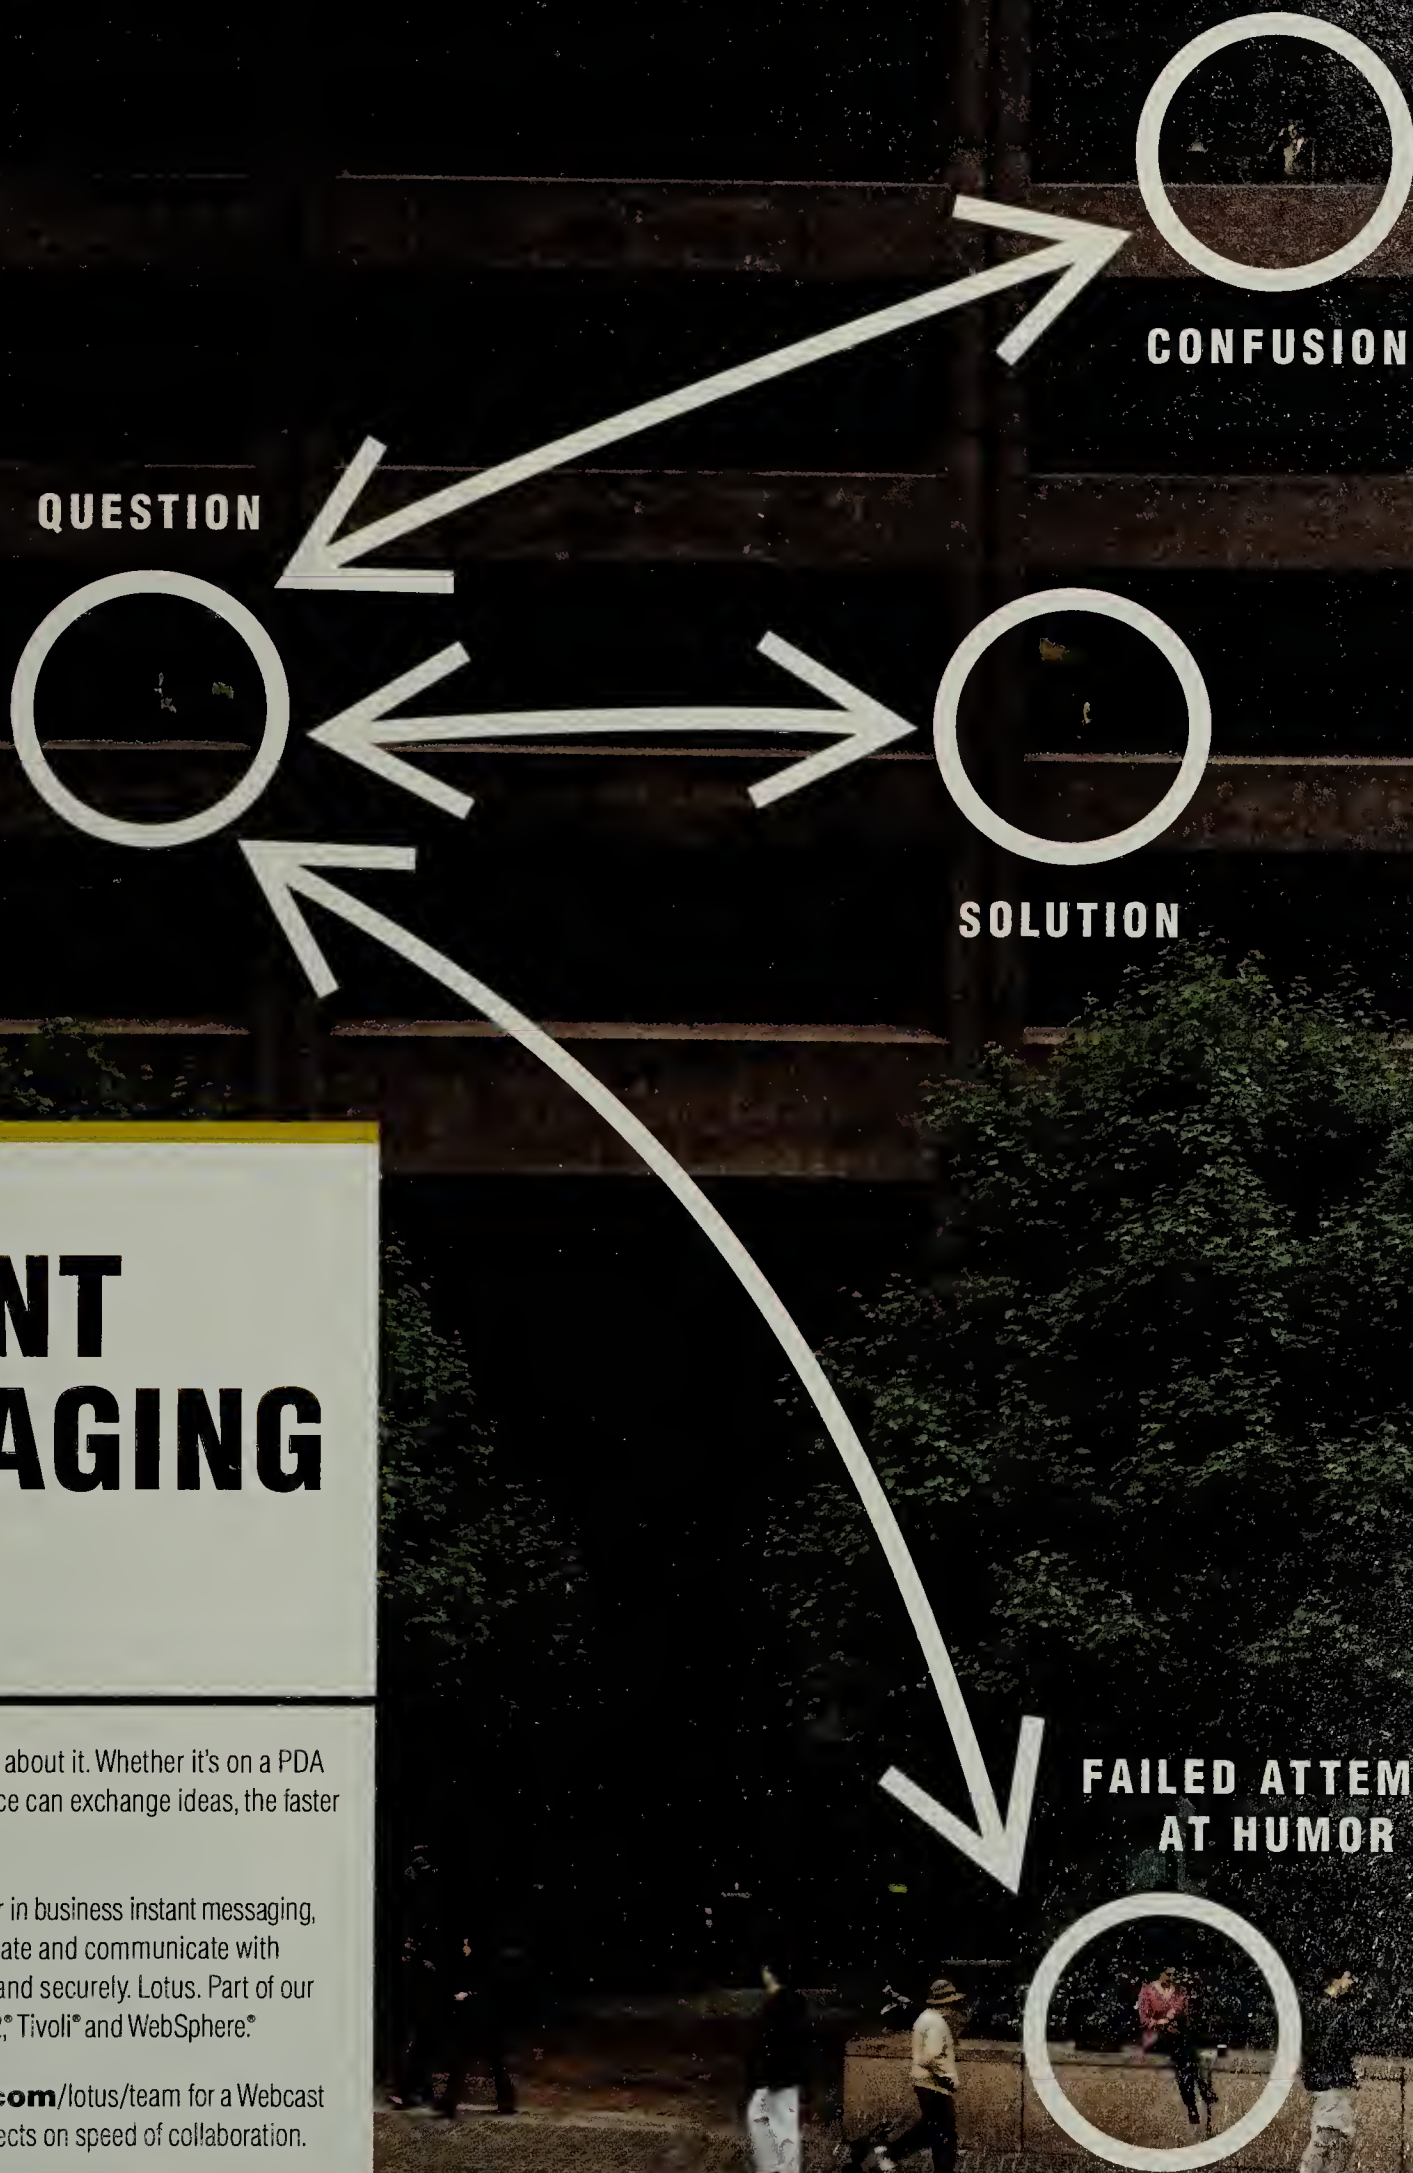 CONFUSION
QUESTION
SOLUTION
NT
AGING
about it. Whether it's on a PDA
ce can exchange ideas, the faster
FAILED ATTEM
AT HUMOR
r in business instant messaging,
ate and communicate with
and securely. Lotus. Part of our
,® Tivoli® and WebSphere.®
com/lotus/team for a Webcast
ects on speed of collaboration.